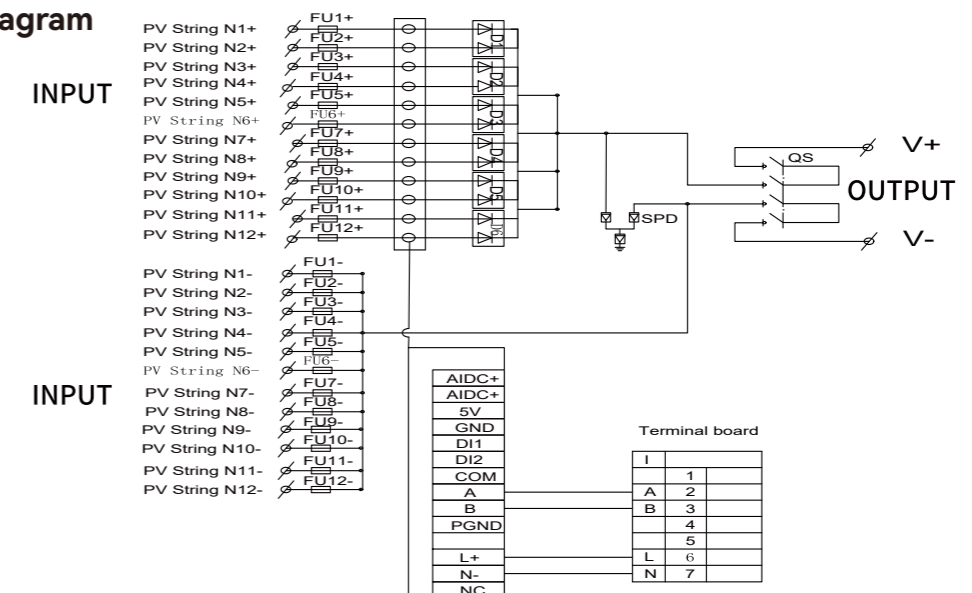 agram
INPUT
PV String N1+ FU1+
PV String N2+ FU2+
PV String N3+ FU3+
PV String N4+ FU4+
PV String N5+ FU5+
PV String N6+ FU6+
PV String N7+ FU7+
PV String N8+ FU8+
PV String N9+ FU9+
PV String N10+ FU10+
PV String N11+ FU11+
PV String N12+ FU12+
D1
D2
D3
D4
D5
D6
SPD
QS
V+
OUTPUT
V-
INPUT
PV String N1- FU1-
PV String N2- FU2-
PV String N3- FU3-
PV String N4- FU4-
PV String N5- FU5-
PV String N6- FU6-
PV String N7- FU7-
PV String N8- FU8-
PV String N9- FU9-
PV String N10- FU10-
PV String N11- FU11-
PV String N12- FU12-
AIDC+
AIDC+
5V
GND
DI1
DI2
COM
A
B
PGND
L+
N-
NC
Terminal board
I
1
A 2
B 3
4
5
L 6
N 7